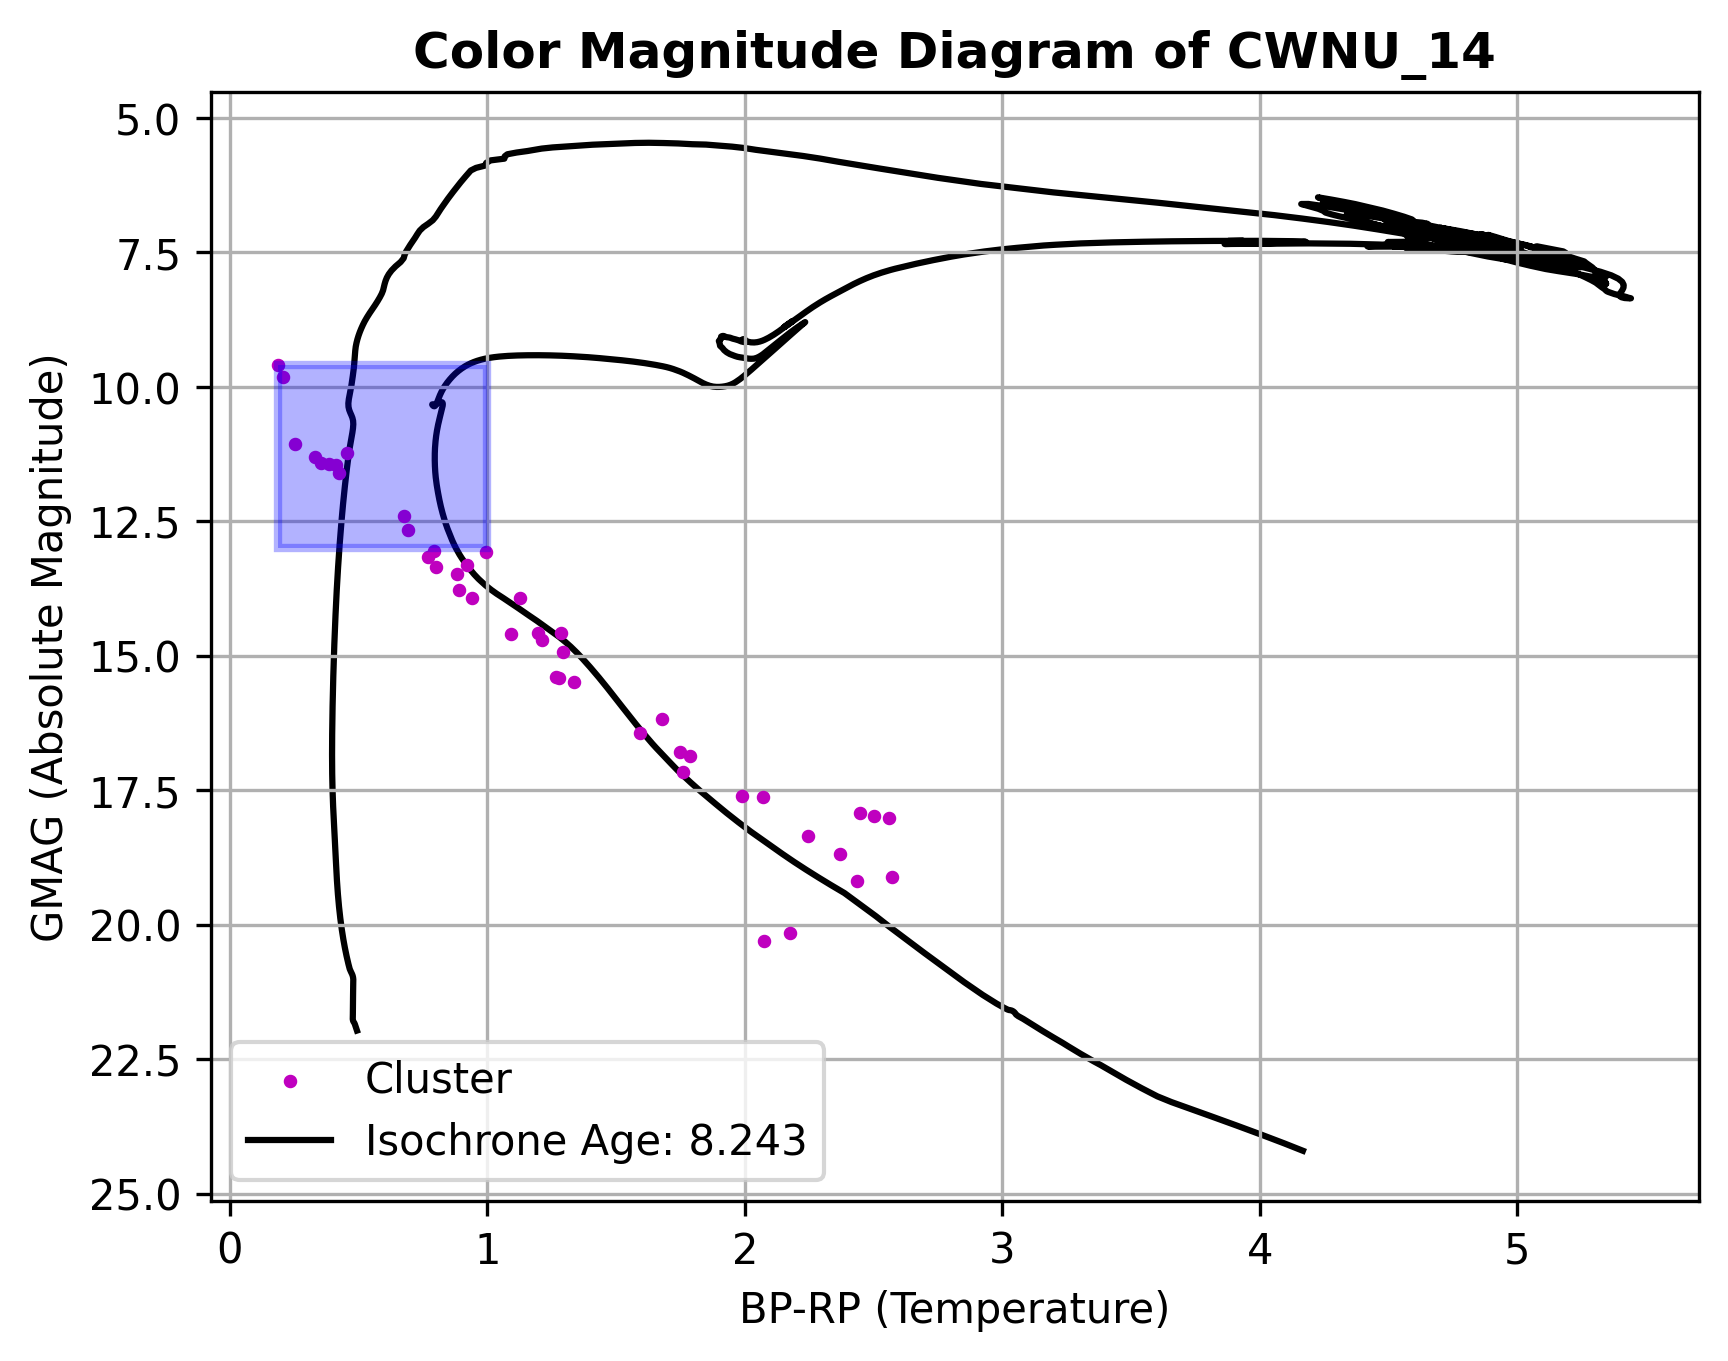 Color Magnitude Diagram of CWNU_14
GMAG (Absolute Magnitude)
5.0
7.5
10.0
12.5
15.0
17.5
20.0
22.5
25.0
Cluster
Isochrone Age: 8.243
0 1 2 3 4 5
BP-RP (Temperature)